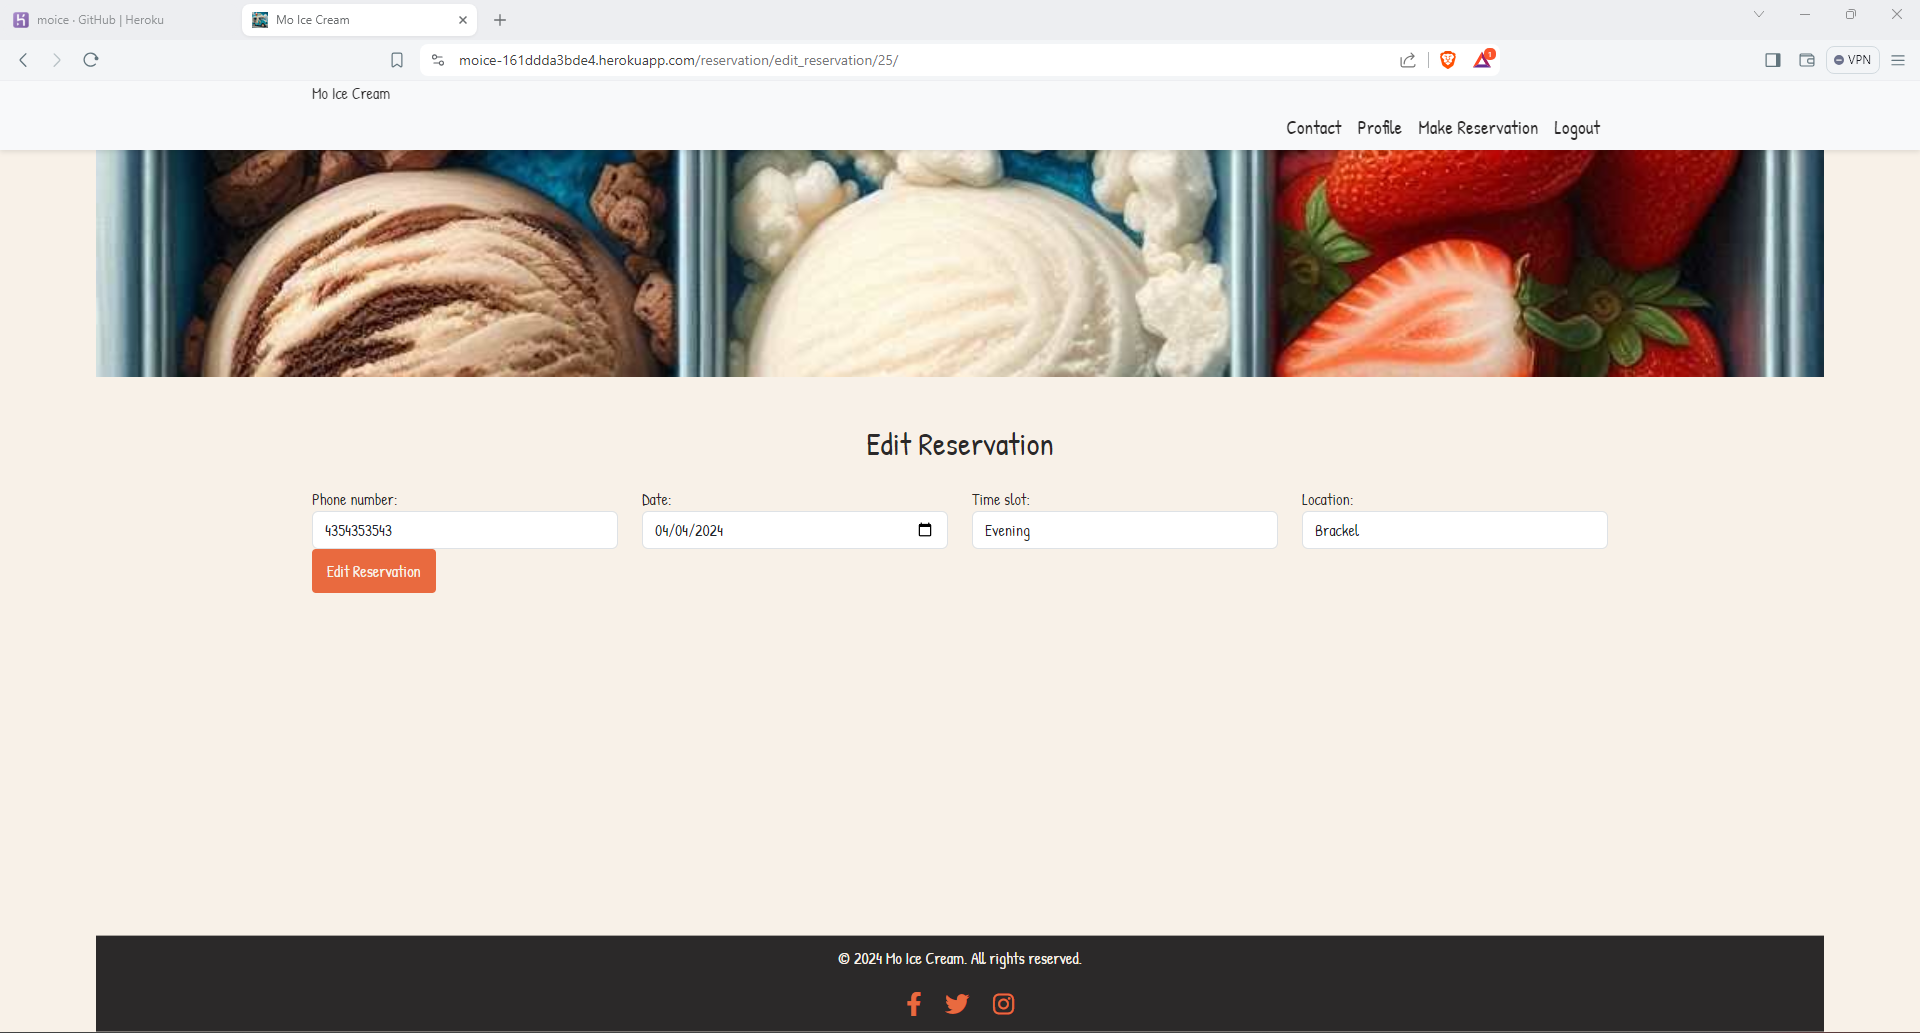 moice · GitHub | Heroku
Mo Ice Cream
moice-161ddda3bde4.herokuapp.com/reservation/edit_reservation/25/
1
VPN
Mo Ice Cream
Contact Profile Make Reservation Logout
Edit Reservation
Phone number: Date: Time slot: Location:
4354353543 04/04/2024 Evening Brackel
Edit Reservation
© 2024 Mo Ice Cream. All rights reserved.